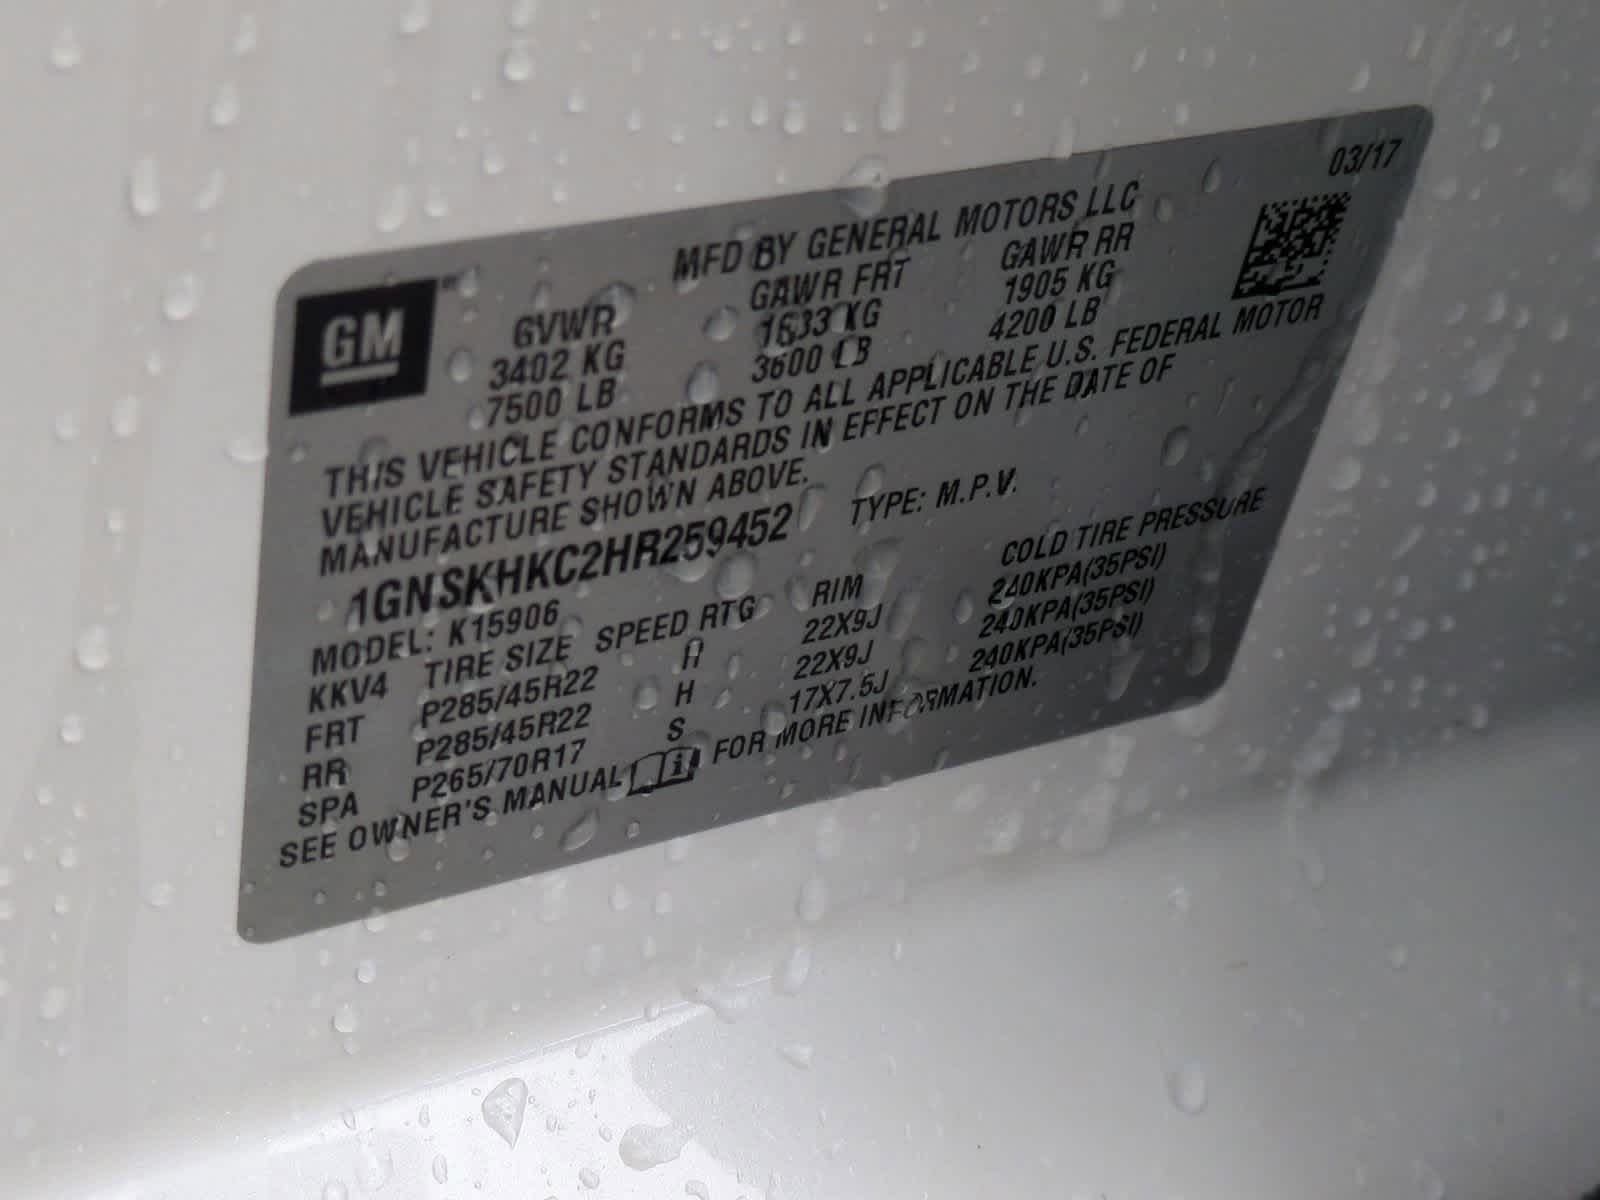 03/17
MFD BY GENERAL MOTORS LLC
GM
GVWR GAWR FRT GAWR RR
3402 KG 1633 KG 1905 KG
7500 LB 3600 LB 4200 LB
THIS VEHICLE CONFORMS TO ALL APPLICABLE U.S. FEDERAL MOTOR
VEHICLE SAFETY STANDARDS IN EFFECT ON THE DATE OF
MANUFACTURE SHOWN ABOVE.
1GNSKHKC2HR259452 TYPE: M.P.V.
MODEL: K15906
KKV4 TIRE SIZE SPEED RTG RIM COLD TIRE PRESSURE
FRT P285/45R22 H 22X9J 240KPA(35PSI)
RR P285/45R22 H 22X9J 240KPA(35PSI)
SPA P265/70R17 S 17X7.5J 240KPA(35PSI)
SEE OWNER'S MANUAL FOR MORE INFORMATION.